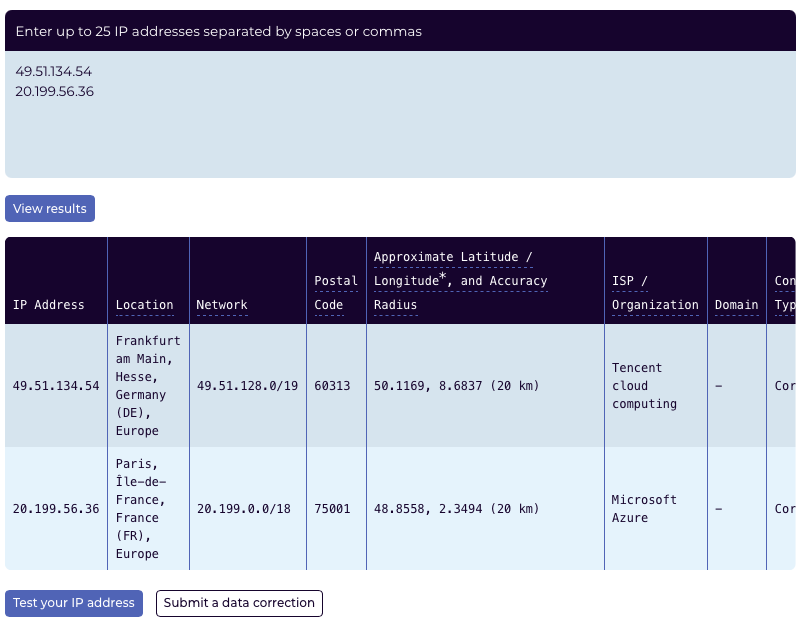 Enter up to 25 IP addresses separated by spaces or commas
49.51.134.54
20.199.56.36
View results
IP Address
Location
Network
Postal
Code
Approximate Latitude /
Longitude*, and Accuracy
Radius
ISP /
Organization
Domain
Con
Typ
49.51.134.54
Frankfurt
am Main,
Hesse,
Germany
(DE),
Europe
49.51.128.0/19
60313
50.1169, 8.6837 (20 km)
Tencent
cloud
computing
–
Cor
20.199.56.36
Paris,
Île-de-
France,
France
(FR),
Europe
20.199.0.0/18
75001
48.8558, 2.3494 (20 km)
Microsoft
Azure
–
Cor
Test your IP address
Submit a data correction